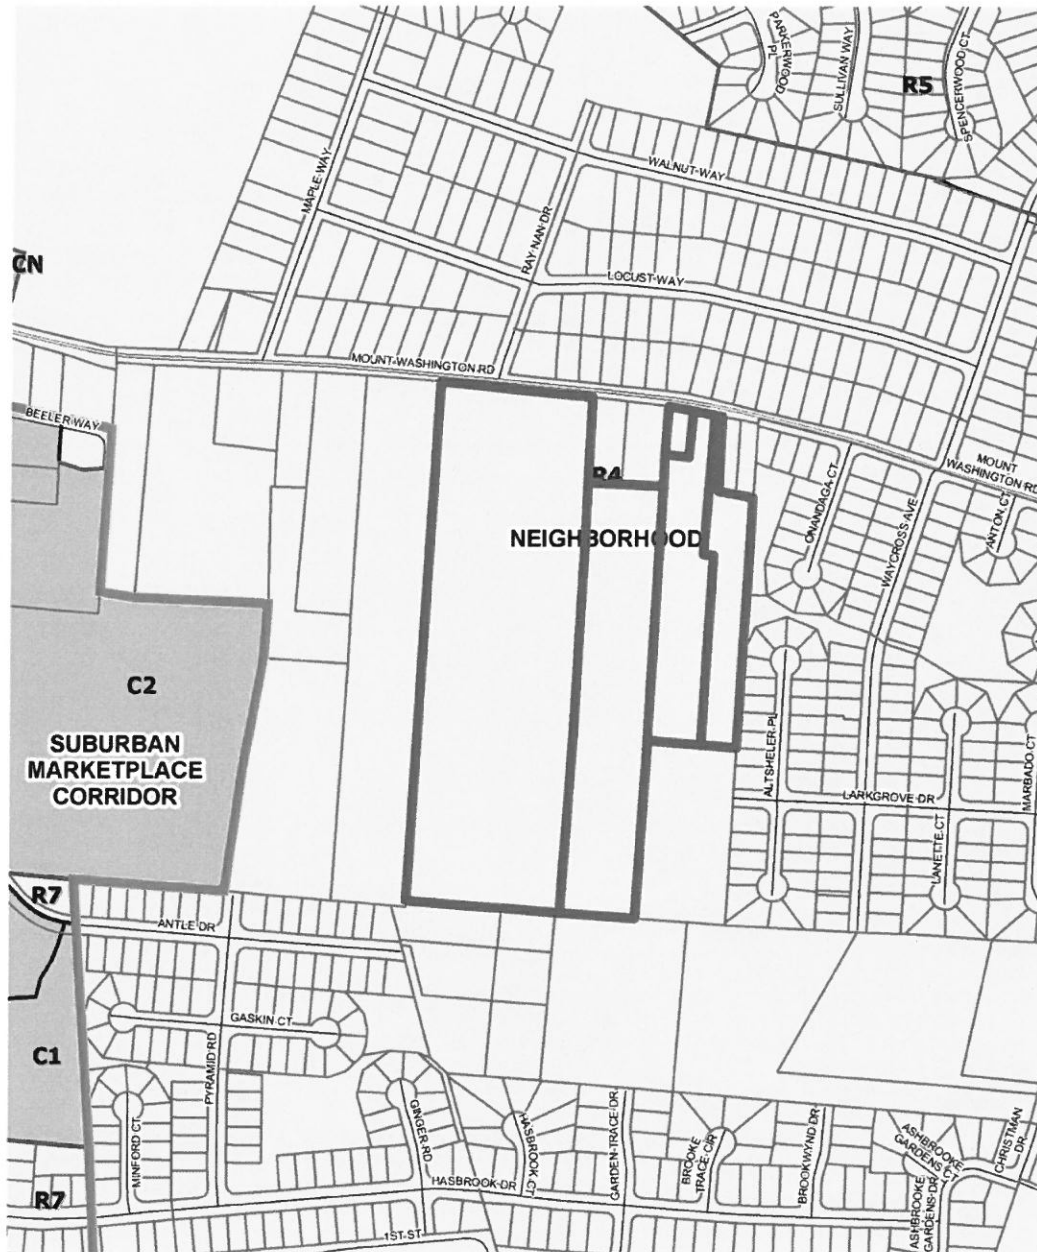 PARKERWOOD
PL
SULLIVAN WAY
SPENCERWOOD CT
R5
WALNUT WAY
MAPLE WAY
RAY NAN DR
LOCUST WAY
CN
MOUNT WASHINGTON RD
BEELER WAY
MOUNT
WASHINGTON RD
R4
NEIGHBORHOOD
ONANDAGA CT
WAYCROSS AVE
ANTON CT
C2
SUBURBAN
MARKETPLACE
CORRIDOR
ALTSHELER PL
LARKGROVE DR
LANELTE CT
MARBADO CT
R7
ANTLE DR
GASKIN CT
PYRAMID RD
C1
MINFORD CT
GINGER RD
HASBROOK CT
GARDEN TRACE DR
BROOKE
TRACE CIR
BROOKWYND DR
ASHBROOKE
GARDENS CT
CHRISTMAN
DR
HASBROOK DR
ASHBROOKE
GARDENS DR
R7
1ST ST